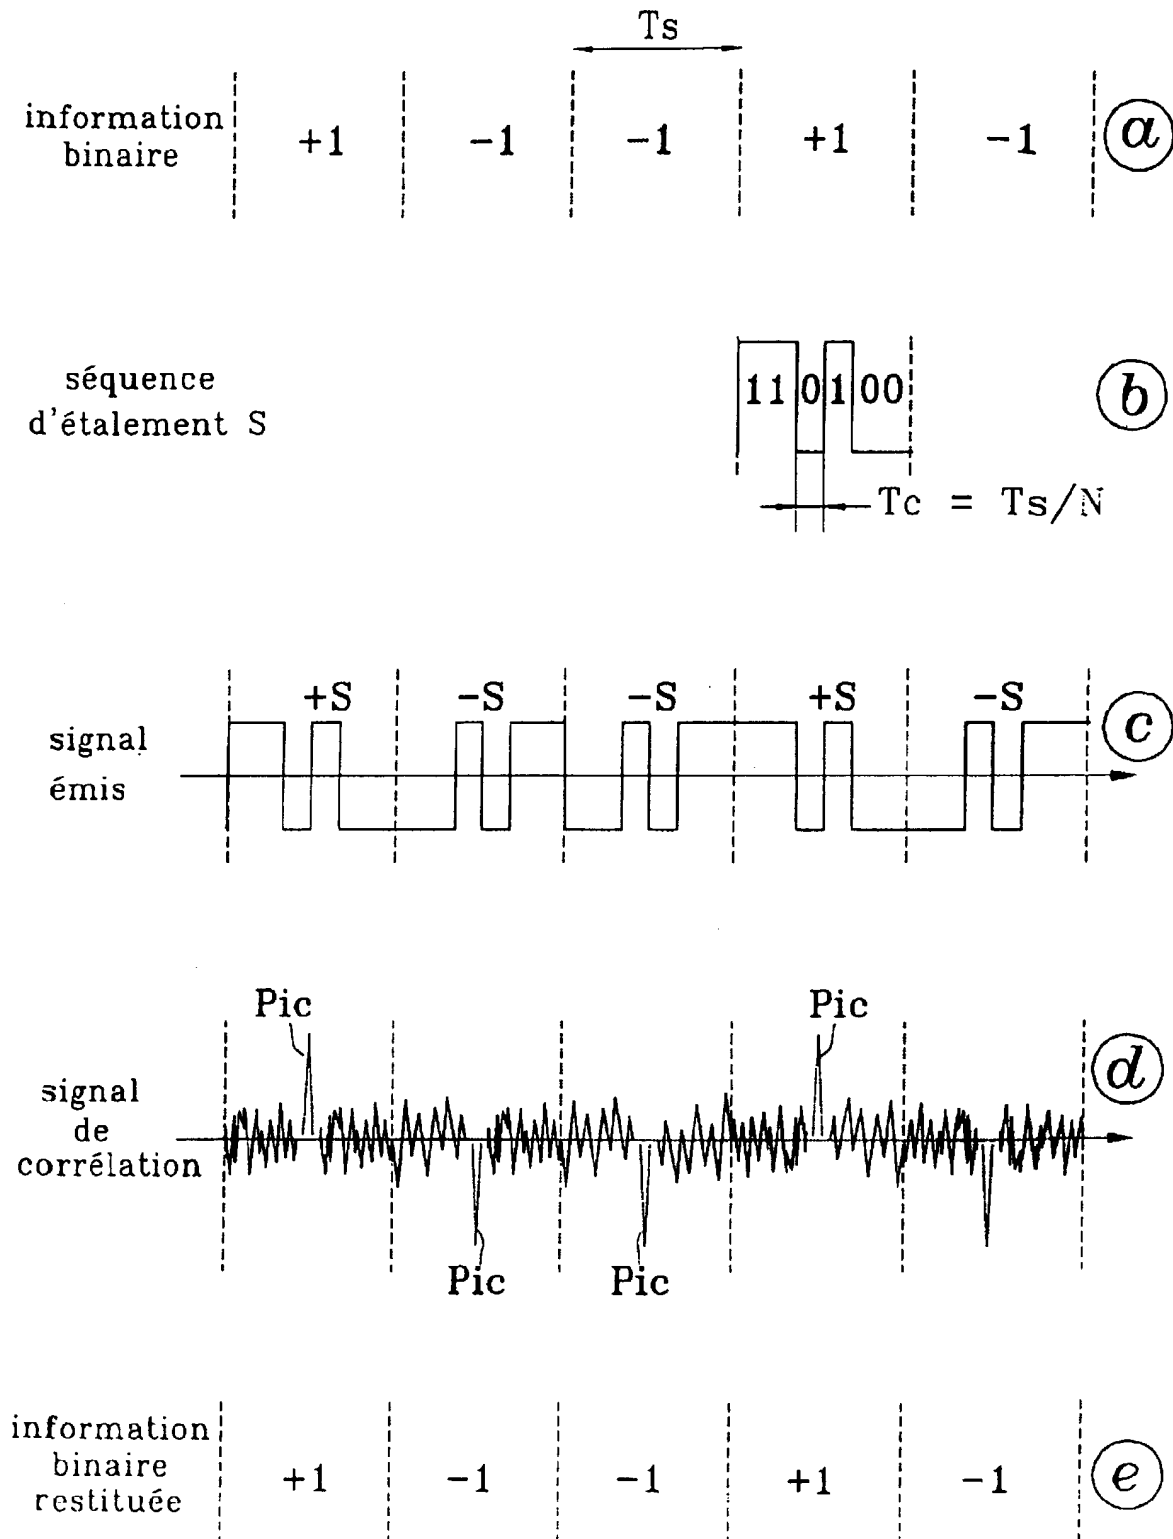 Ts
information
binaire
+1 -1 -1 +1 -1
a
séquence
d'étalement S
11 0 1 00
b
Tc = Ts/N
+S -S -S +S -S
c
signal
émis
Pic Pic
d
signal
de
corrélation
Pic Pic
information
binaire
restituée
+1 -1 -1 +1 -1
e